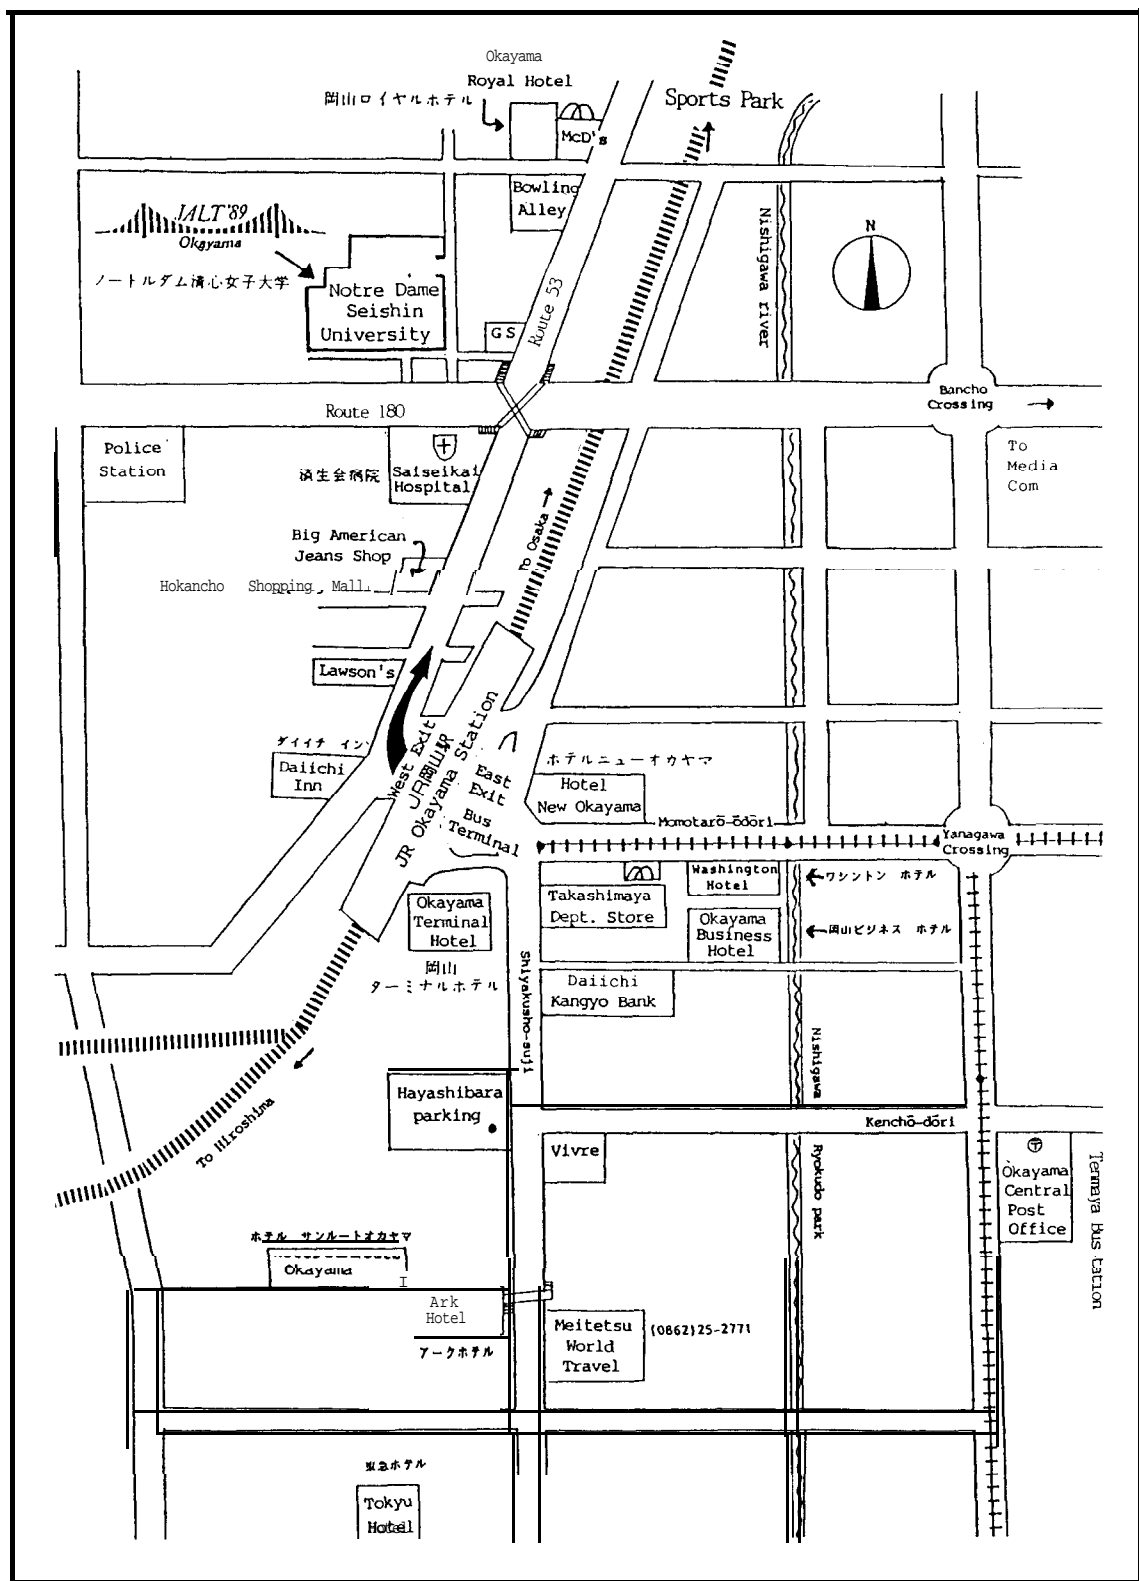 Okayama
Royal Hotel
岡山ロイヤルホテル
McD's
Sports Park
Bowling
Alley
JALT'89
Okayama
ノートルダム清心女子大学
Notre Dame
Seishin
University
GS
Route 53
Nishigawa river
N
Route 180
Bancho
Crossing
To
Media
Com
Police
Station
済生会病院
Saiseikai
Hospital
Big American
Jeans Shop
To Osaka
Hokancho Shopping Mall
Lawson's
ダイイチ イン
Daiichi
Inn
West Exit
JR岡山駅
JR Okayama Station
East
Exit
Bus
Terminal
ホテルニューオカヤマ
Hotel
New Okayama
Momotarō-ōdōri
Yanagawa
Crossing
Washington
Hotel
ワシントン ホテル
Takashimaya
Dept. Store
Okayama
Business
Hotel
岡山ビジネス ホテル
Okayama
Terminal
Hotel
岡山
ターミナルホテル
Shiyakusho-suji
Daiichi
Kangyo Bank
Nishigawa
Ryokudo park
Hayashibara
parking
To Hiroshima
Kenchō-dōri
Vivre
Okayama
Central
Post
Office
Tenmaya Bus tation
ホテル サンルートオカヤマ
Okayama
I
Ark
Hotel
アークホテル
Meitetsu
World
Travel
(0862)25-2771
東急ホテル
Tokyu
Hotel